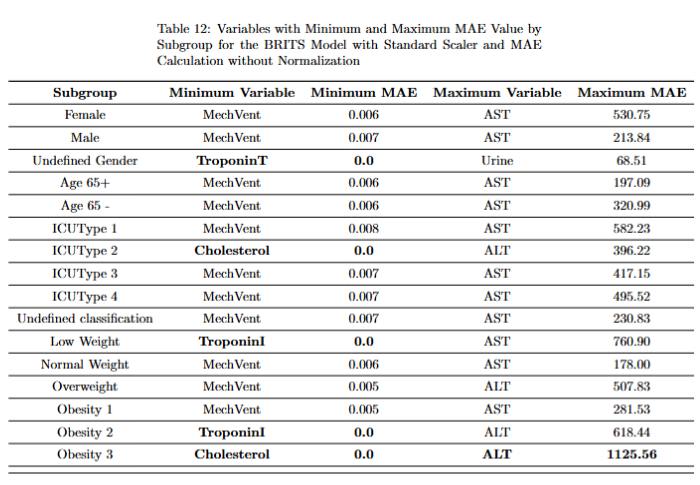 Table 12: Variables with Minimum and Maximum MAE Value by
Subgroup for the BRITS Model with Standard Scaler and MAE
Calculation without Normalization
Subgroup Minimum Variable Minimum MAE Maximum Variable Maximum MAE
Female MechVent 0.006 AST 530.75
Male MechVent 0.007 AST 213.84
Undefined Gender TroponinT 0.0 Urine 68.51
Age 65+ MechVent 0.006 AST 197.09
Age 65 - MechVent 0.006 AST 320.99
ICUType 1 MechVent 0.008 AST 582.23
ICUType 2 Cholesterol 0.0 ALT 396.22
ICUType 3 MechVent 0.007 AST 417.15
ICUType 4 MechVent 0.007 AST 495.52
Undefined classification MechVent 0.007 AST 230.83
Low Weight TroponinI 0.0 AST 760.90
Normal Weight MechVent 0.006 AST 178.00
Overweight MechVent 0.005 ALT 507.83
Obesity 1 MechVent 0.005 AST 281.53
Obesity 2 TroponinI 0.0 ALT 618.44
Obesity 3 Cholesterol 0.0 ALT 1125.56